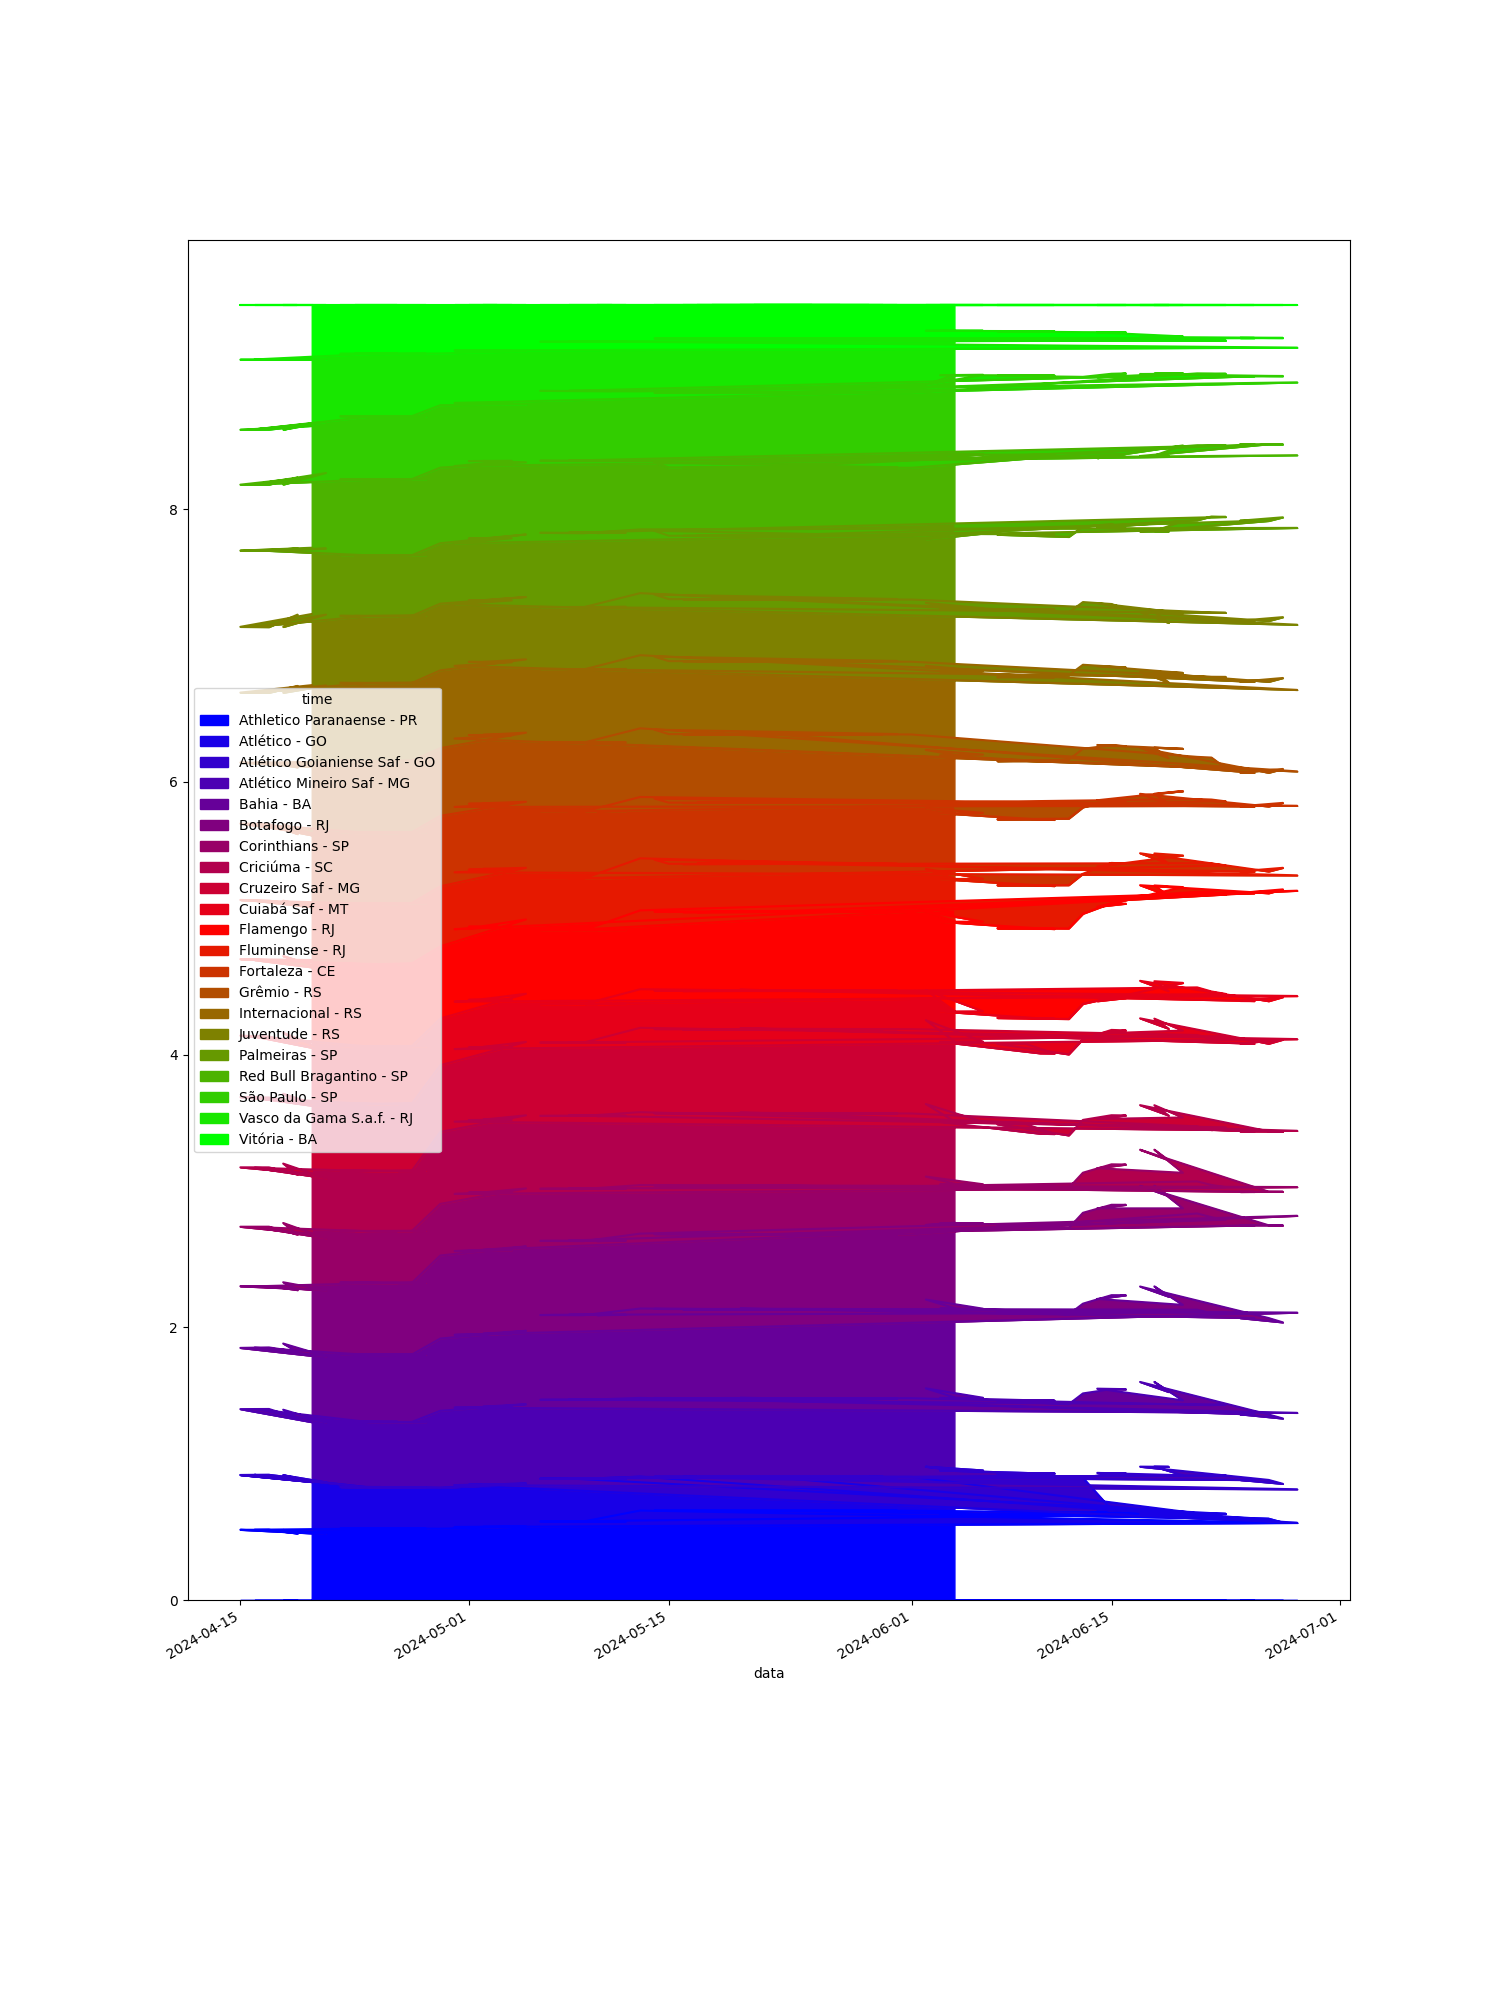 8
6
4
2
0
time
Athletico Paranaense - PR
Atlético - GO
Atlético Goianiense Saf - GO
Atlético Mineiro Saf - MG
Bahia - BA
Botafogo - RJ
Corinthians - SP
Criciúma - SC
Cruzeiro Saf - MG
Cuiabá Saf - MT
Flamengo - RJ
Fluminense - RJ
Fortaleza - CE
Grêmio - RS
Internacional - RS
Juventude - RS
Palmeiras - SP
Red Bull Bragantino - SP
São Paulo - SP
Vasco da Gama S.a.f. - RJ
Vitória - BA
2024-04-15
2024-05-01
2024-05-15
2024-06-01
2024-06-15
2024-07-01
data